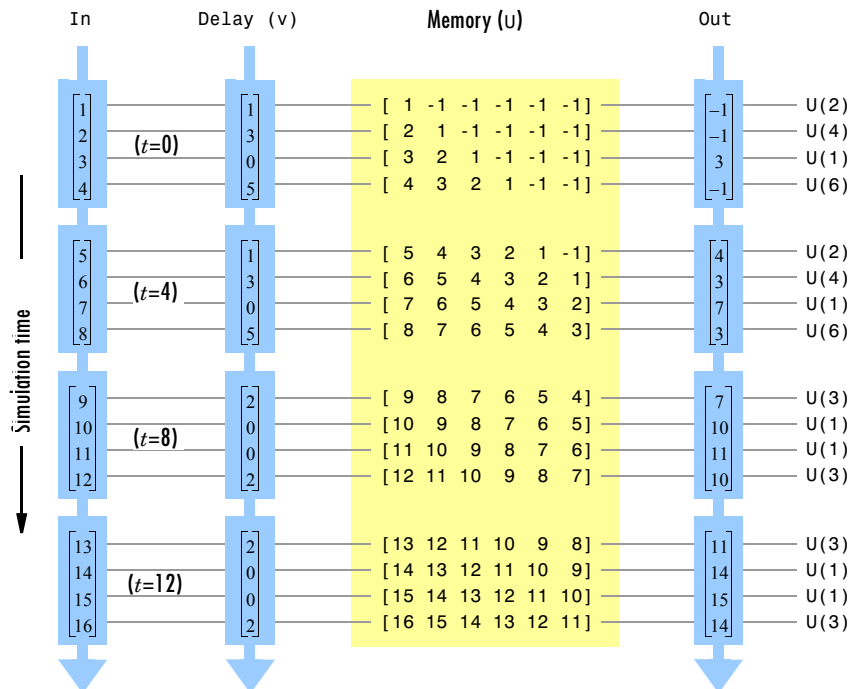 In Delay (v) Memory (U) Out
1 1 [ 1 -1 -1 -1 -1 -1] −1 U(2)
2 3 [ 2 1 -1 -1 -1 -1] −1 U(4)
(t=0)
3 0 [ 3 2 1 -1 -1 -1] 3 U(1)
4 5 [ 4 3 2 1 -1 -1] −1 U(6)
5 1 [ 5 4 3 2 1 -1] 4 U(2)
6 3 [ 6 5 4 3 2 1] 3 U(4)
(t=4)
7 0 [ 7 6 5 4 3 2] 7 U(1)
8 5 [ 8 7 6 5 4 3] 3 U(6)
Simulation time
9 2 [ 9 8 7 6 5 4] 7 U(3)
10 0 [10 9 8 7 6 5] 10 U(1)
(t=8)
11 0 [11 10 9 8 7 6] 11 U(1)
12 2 [12 11 10 9 8 7] 10 U(3)
13 2 [13 12 11 10 9 8] 11 U(3)
14 0 [14 13 12 11 10 9] 14 U(1)
(t=12)
15 0 [15 14 13 12 11 10] 15 U(1)
16 2 [16 15 14 13 12 11] 14 U(3)